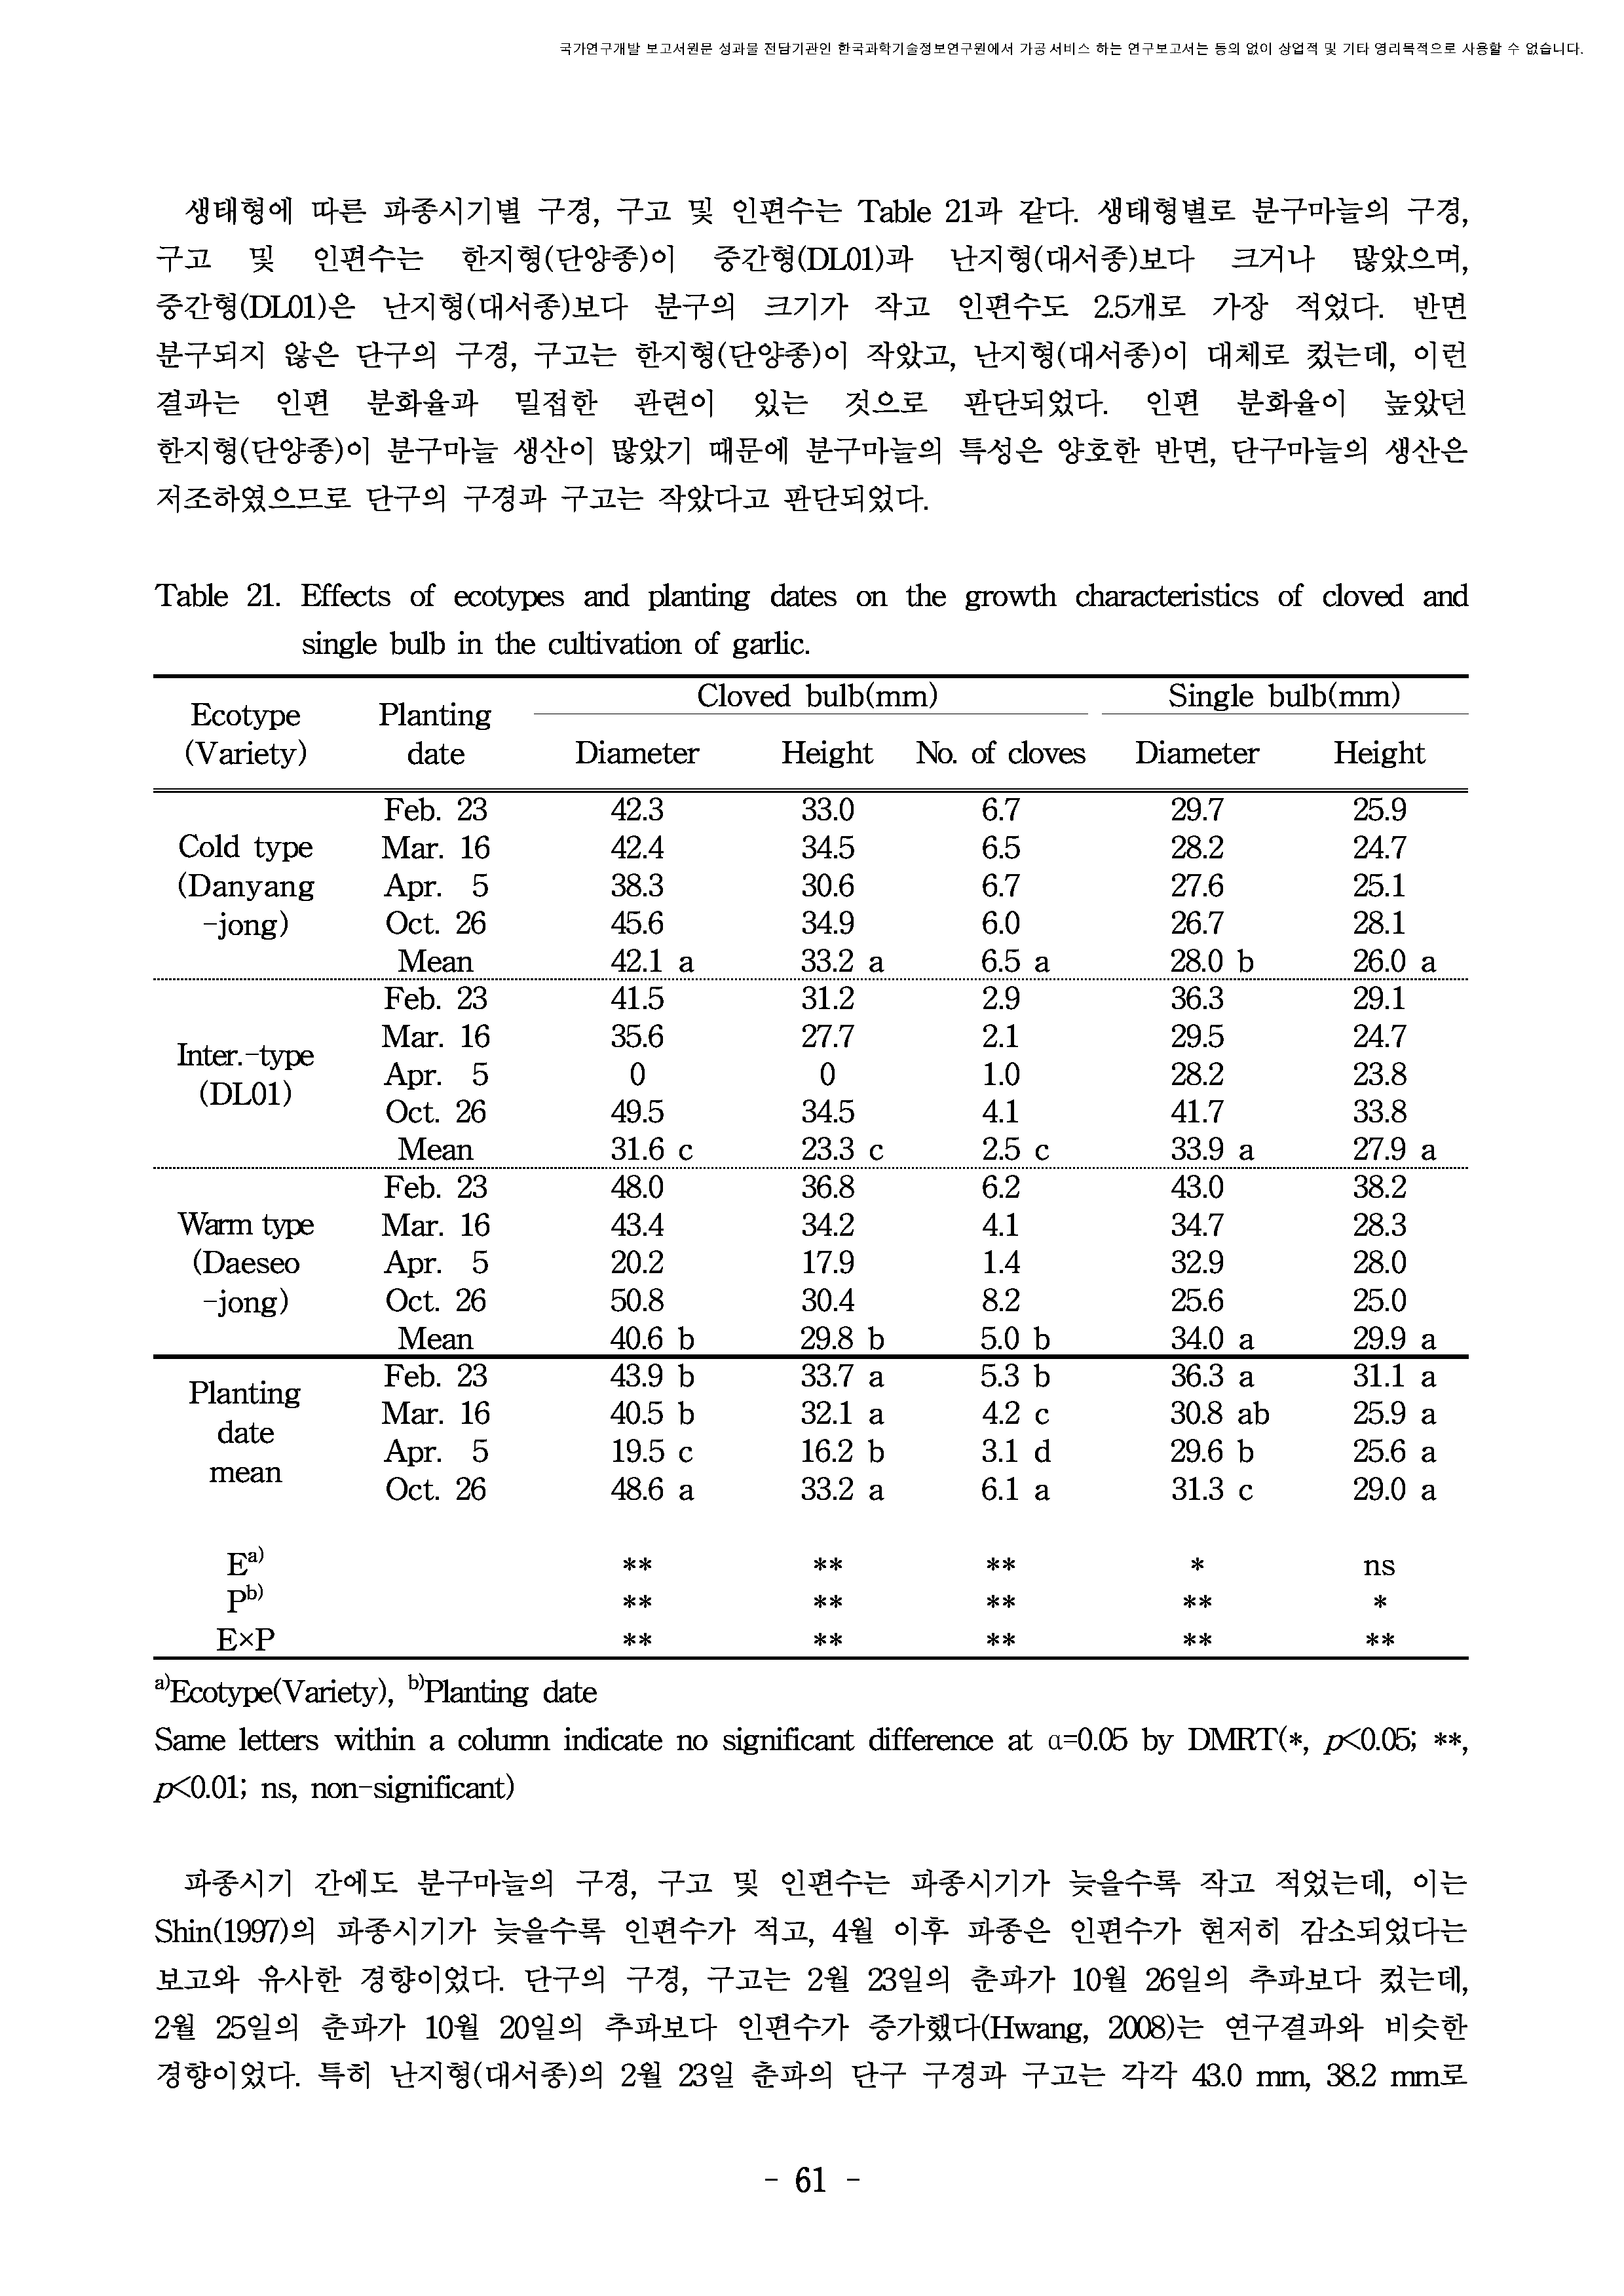 국가연구개발 보고서원문 성과물 전담기관인 한국과학기술정보연구원에서 가공·서비스 하는 연구보고서는 동의 없이 상업적 및 기타 영리목적으로 사용할 수 없습니다.
생태형에 따른 파종시기별 구경, 구고 및 인편수는 Table 21과 같다. 생태형별로 분구마늘의 구경,
구고 및 인편수는 한지형(단양종)이 중간형(DL01)과 난지형(대서종)보다 크거나 많았으며,
중간형(DL01)은 난지형(대서종)보다 분구의 크기가 작고 인편수도 2.5개로 가장 적었다. 반면
분구되지 않은 단구의 구경, 구고는 한지형(단양종)이 작았고, 난지형(대서종)이 대체로 컸는데, 이런
결과는 인편 분화율과 밀접한 관련이 있는 것으로 판단되었다. 인편 분화율이 높았던
한지형(단양종)이 분구마늘 생산이 많았기 때문에 분구마늘의 특성은 양호한 반면, 단구마늘의 생산은
저조하였으므로 단구의 구경과 구고는 작았다고 판단되었다.
Table 21. Effects of ecotypes and planting dates on the growth characteristics of cloved and
single bulb in the cultivation of garlic.
Ecotype (Variety) Planting date Cloved bulb(mm) Single bulb(mm)
Diameter Height No. of cloves Diameter Height
Feb. 23 42.3 33.0 6.7 29.7 25.9
Cold type Mar. 16 42.4 34.5 6.5 28.2 24.7
(Danyang Apr. 5 38.3 30.6 6.7 27.6 25.1
-jong) Oct. 26 45.6 34.9 6.0 26.7 28.1
Mean 42.1 a 33.2 a 6.5 a 28.0 b 26.0 a
Feb. 23 41.5 31.2 2.9 36.3 29.1
Mar. 16 35.6 27.7 2.1 29.5 24.7
Inter.-type
Apr. 5 0 0 1.0 28.2 23.8
(DL01)
Oct. 26 49.5 34.5 4.1 41.7 33.8
Mean 31.6 c 23.3 c 2.5 c 33.9 a 27.9 a
Feb. 23 48.0 36.8 6.2 43.0 38.2
Warm type Mar. 16 43.4 34.2 4.1 34.7 28.3
(Daeseo Apr. 5 20.2 17.9 1.4 32.9 28.0
-jong) Oct. 26 50.8 30.4 8.2 25.6 25.0
Mean 40.6 b 29.8 b 5.0 b 34.0 a 29.9 a
Feb. 23 43.9 b 33.7 a 5.3 b 36.3 a 31.1 a
Planting
Mar. 16 40.5 b 32.1 a 4.2 c 30.8 ab 25.9 a
date
Apr. 5 19.5 c 16.2 b 3.1 d 29.6 b 25.6 a
mean
Oct. 26 48.6 a 33.2 a 6.1 a 31.3 c 29.0 a
E a) ** ** ** * ns
P b) ** ** ** ** *
E×P ** ** ** ** **
a)Ecotype(Variety), b)Planting date
Same letters within a column indicate no significant difference at α=0.05 by DMRT(*, p<0.05; **,
p<0.01; ns, non-significant)
파종시기 간에도 분구마늘의 구경, 구고 및 인편수는 파종시기가 늦을수록 작고 적었는데, 이는
Shin(1997)의 파종시기가 늦을수록 인편수가 적고, 4월 이후 파종은 인편수가 현저히 감소되었다는
보고와 유사한 경향이었다. 단구의 구경, 구고는 2월 23일의 춘파가 10월 26일의 추파보다 컸는데,
2월 25일의 춘파가 10월 20일의 추파보다 인편수가 증가했다(Hwang, 2008)는 연구결과와 비슷한
경향이었다. 특히 난지형(대서종)의 2월 23일 춘파의 단구 구경과 구고는 각각 43.0 mm, 38.2 mm로
- 61 -